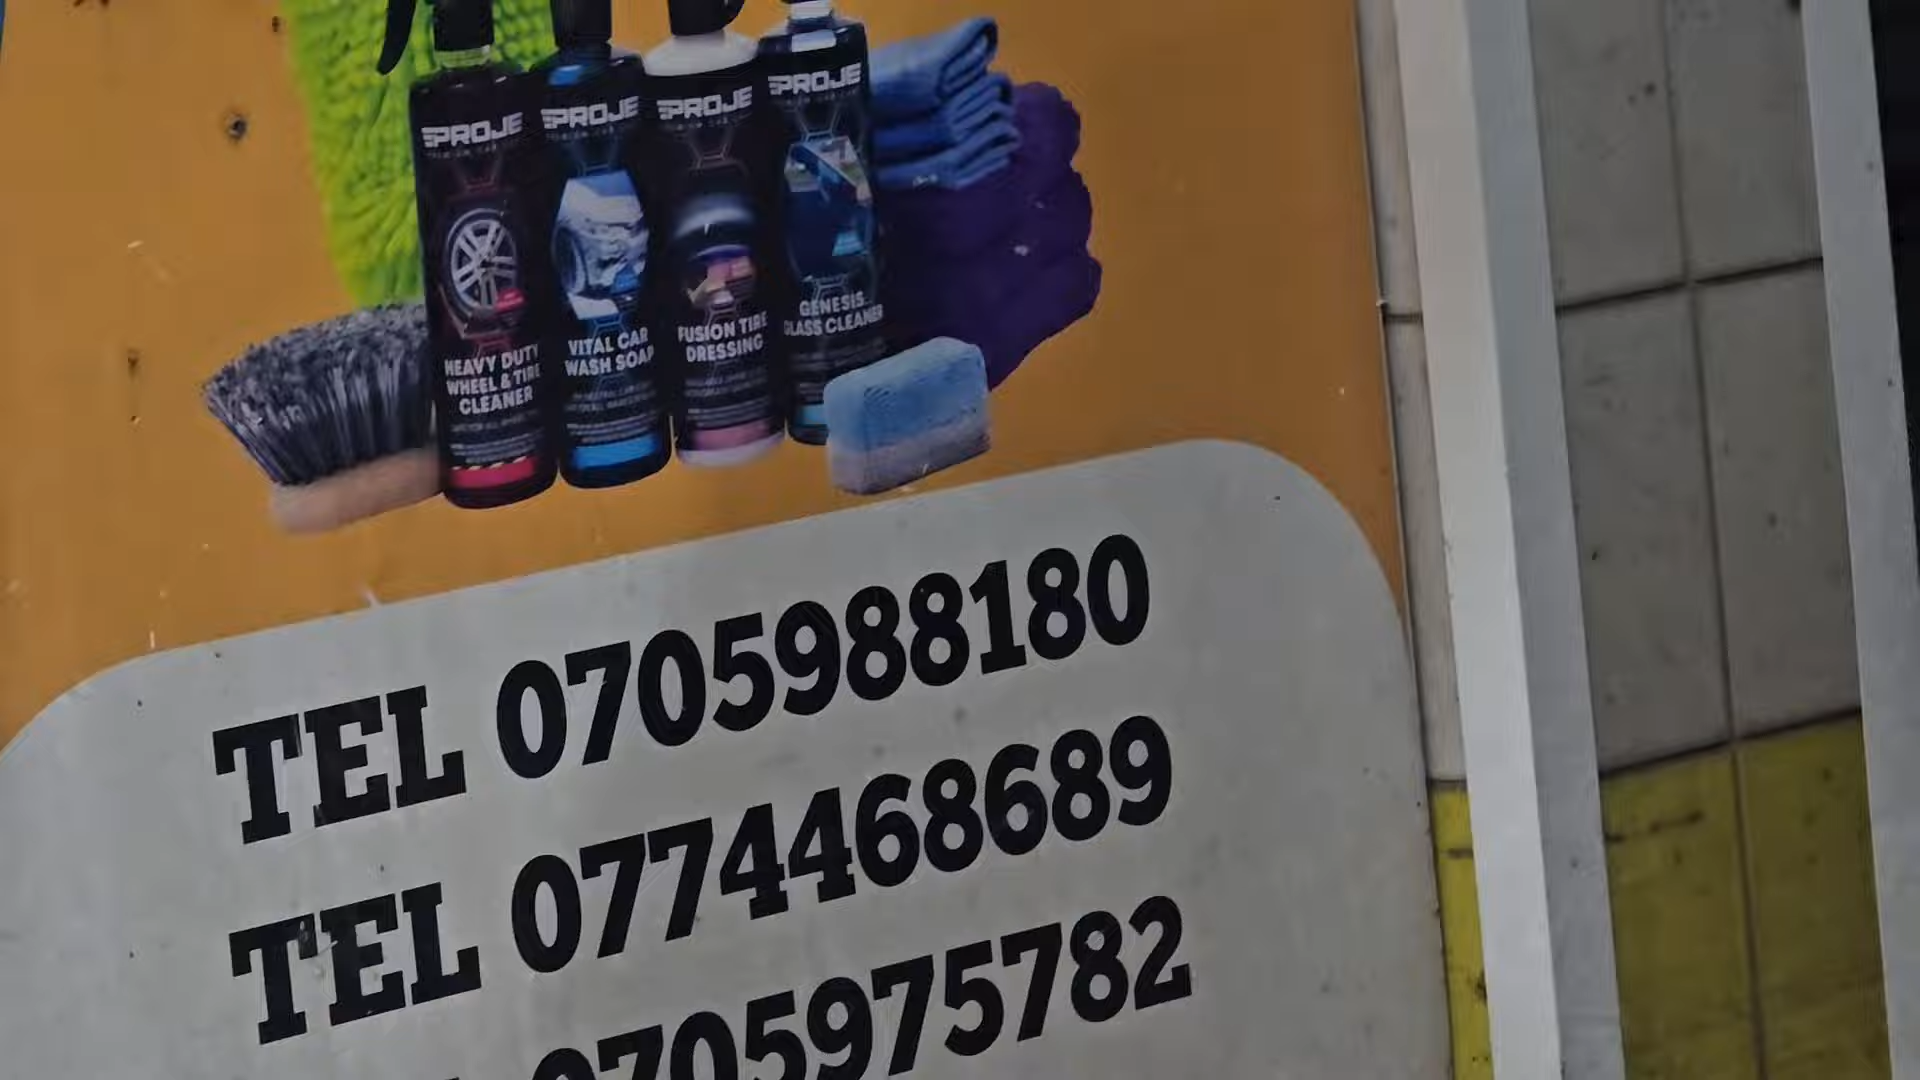 PROJE
HEAVY DUTY
WHEEL & TIRE
CLEANER
PROJE
VITAL CAR
WASH SOAP
PROJE
FUSION TIRE
DRESSING
PROJE
GENESIS
GLASS CLEANER
TEL 0705988180
TEL 0774468689
0705975782